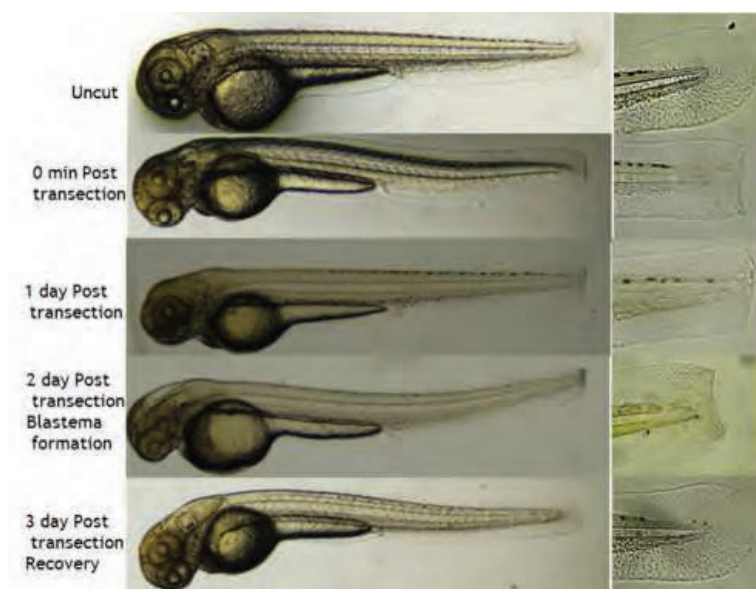 Uncut
0 min Post
transection
1 day Post
transection
2 day Post
transection
Blastema
formation
3 day Post
transection
Recovery